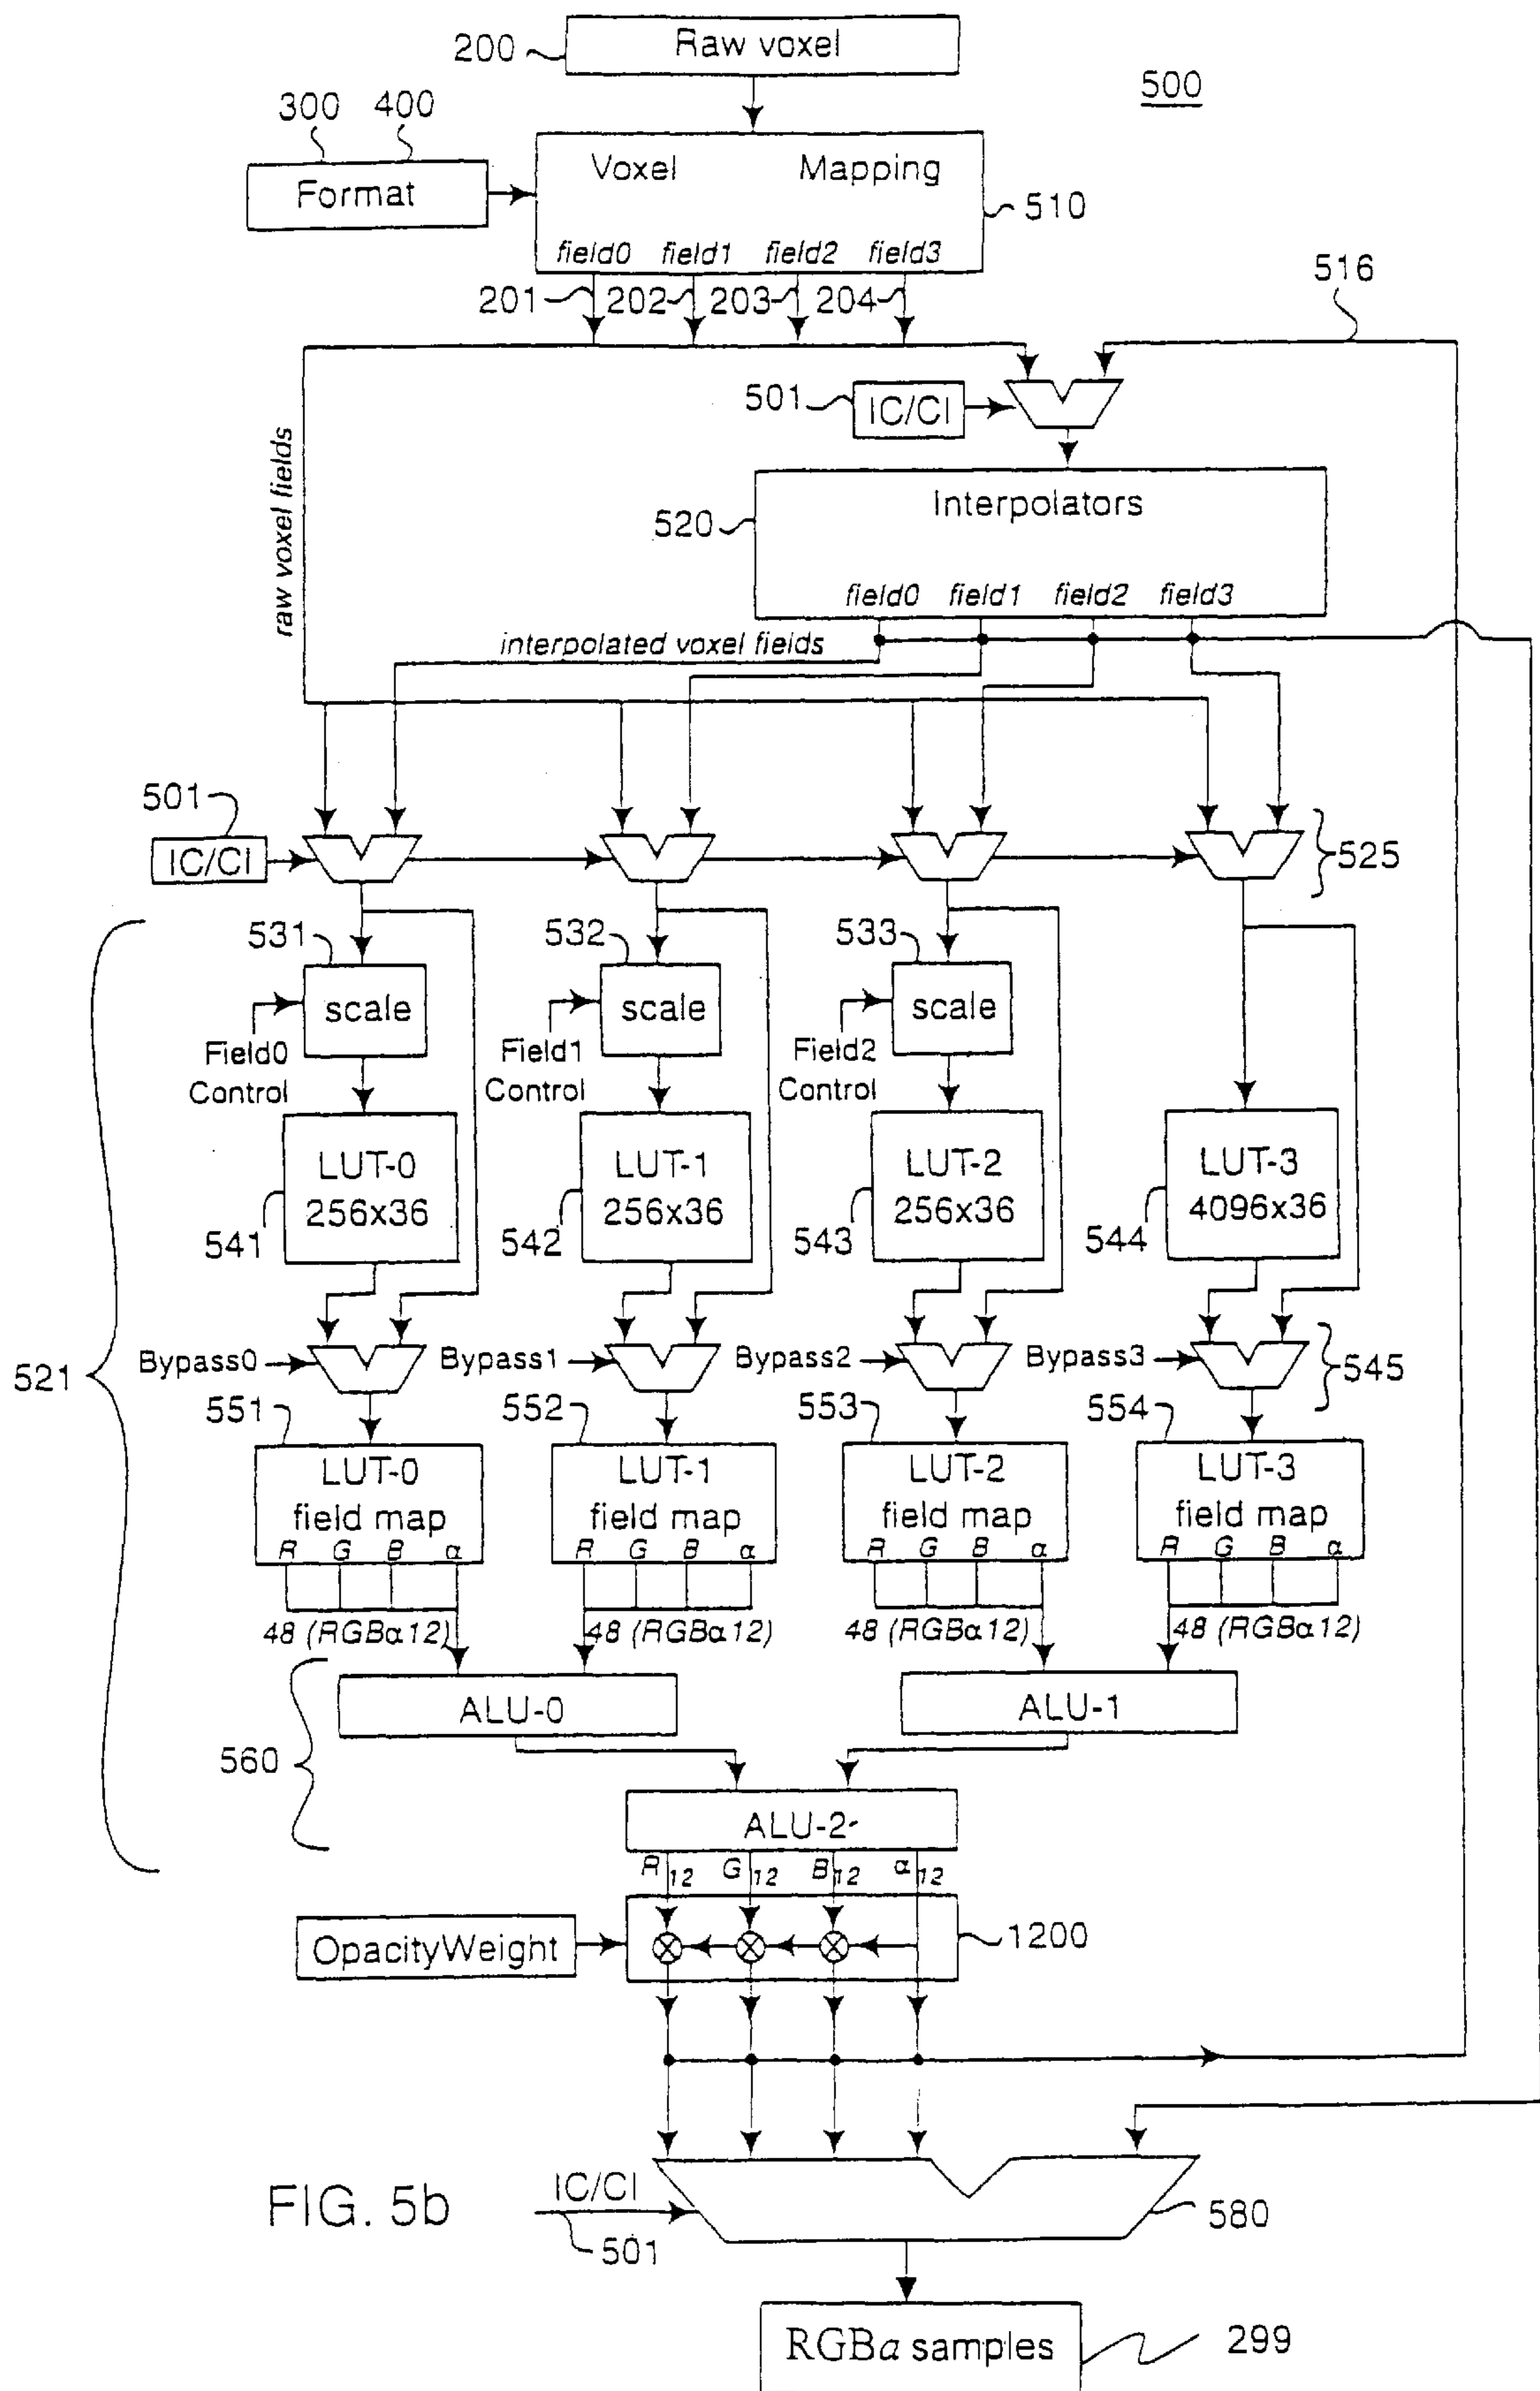 Raw voxel
200
500
300 400
Format
Voxel Mapping
510
field0 field1 field2 field3
201 202 203 204
516
501
IC/CI
raw voxel fields
Interpolators
520
field0 field1 field2 field3
interpolated voxel fields
501
IC/CI
525
531 532 533
scale scale scale
Field0 Field1 Field2
Control Control Control
LUT-0 LUT-1 LUT-2 LUT-3
256x36 256x36 256x36 4096x36
541 542 543 544
521
Bypass0 Bypass1 Bypass2 Bypass3
545
551 552 553 554
LUT-0 LUT-1 LUT-2 LUT-3
field map field map field map field map
R G B α R G B α R G B α R G B α
48 (RGBα12) 48 (RGBα12) 48 (RGBα12) 48 (RGBα12)
ALU-0 ALU-1
560
ALU-2
R12 G12 B12 α12
OpacityWeight
1200
IC/CI
501
580
FIG. 5b
RGBα samples
299